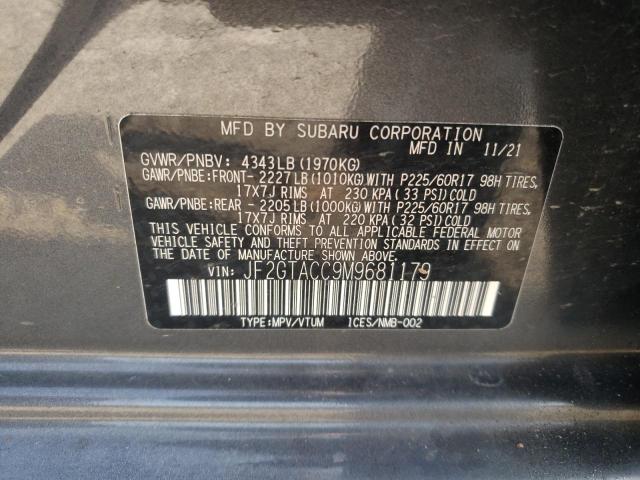 MFD BY SUBARU CORPORATION
MFD IN 11/21
GVWR/PNBV: 4343LB(1970KG)
GAWR/PNBE:FRONT- 2227LB(1010KG)WITH P225/60R17 98H TIRES,
17X7J RIMS AT 230 KPA(33 PSI)COLD
GAWR/PNBE:REAR - 2205LB(1000KG)WITH P225/60R17 98H TIRES,
17X7J RIMS AT 220 KPA(32 PSI)COLD
THIS VEHICLE CONFORMS TO ALL APPLICABLE FEDERAL MOTOR
VEHICLE SAFETY AND THEFT PREVENTION STANDARDS IN EFFECT ON
THE DATE OF MANUFACTURE SHOWN ABOVE.
VIN: JF2GTACC9M9681179
TYPE:MPV/VTUM ICES/NMB-002